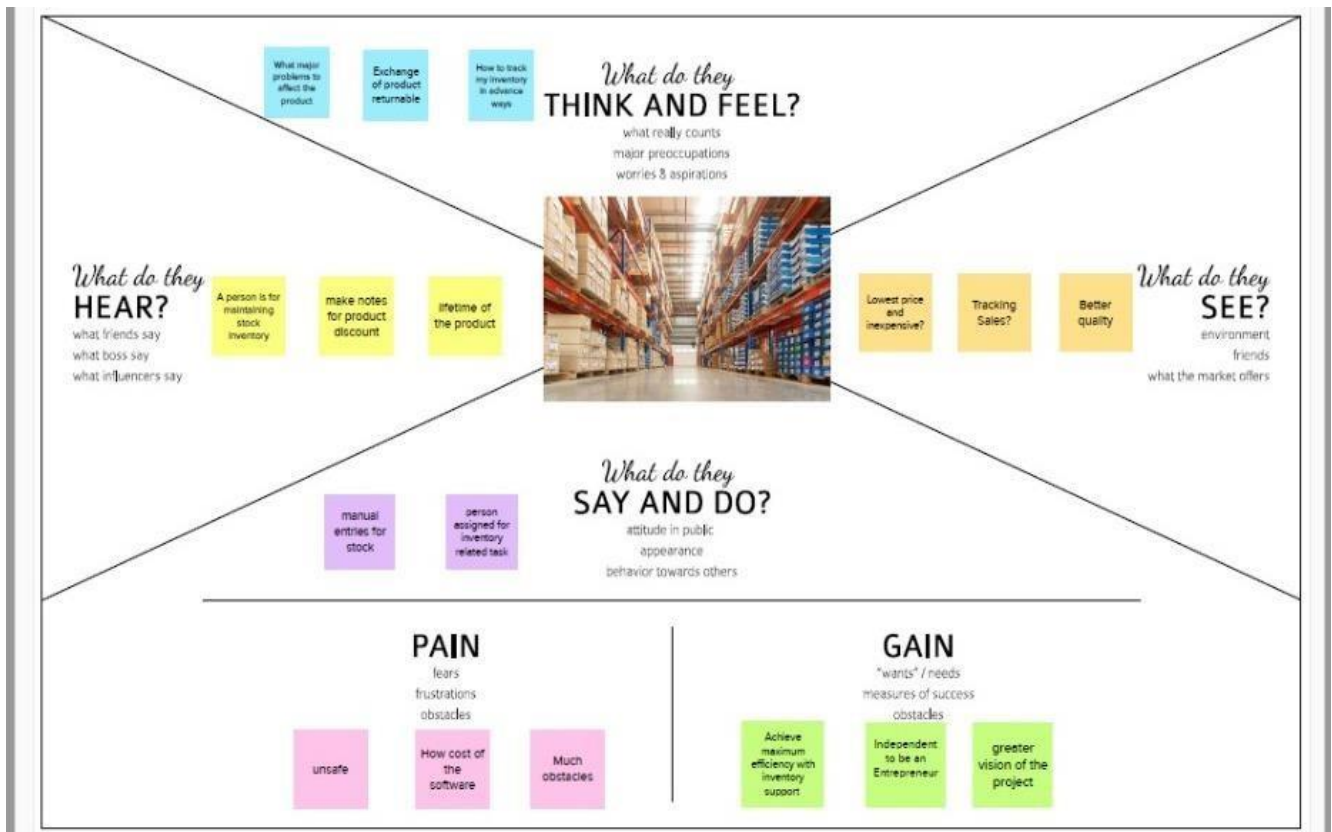 What major
problems to
affect the
product
Exchange
of product
returnable
How to track
my inventory
in advance
ways
What do they
THINK AND FEEL?
what really counts
major preoccupations
worries & aspirations
What do they
HEAR?
what friends say
what boss say
what influencers say
A person is for
maintaining
stock
inventory
make notes
for product
discount
lifetime of
the product
Lowest price
and
inexpensive?
Tracking
Sales?
Better
quality
What do they
SEE?
environment
friends
what the market offers
What do they
SAY AND DO?
attitude in public
appearance
behavior towards others
manual
entries for
stock
person
assigned for
inventory
related task
PAIN
fears
frustrations
obstacles
unsafe
How cost of
the
software
Much
obstacles
GAIN
"wants" / needs
measures of success
obstacles
Achieve
maximum
efficiency with
inventory
support
Independent
to be an
Entrepreneur
greater
vision of the
project